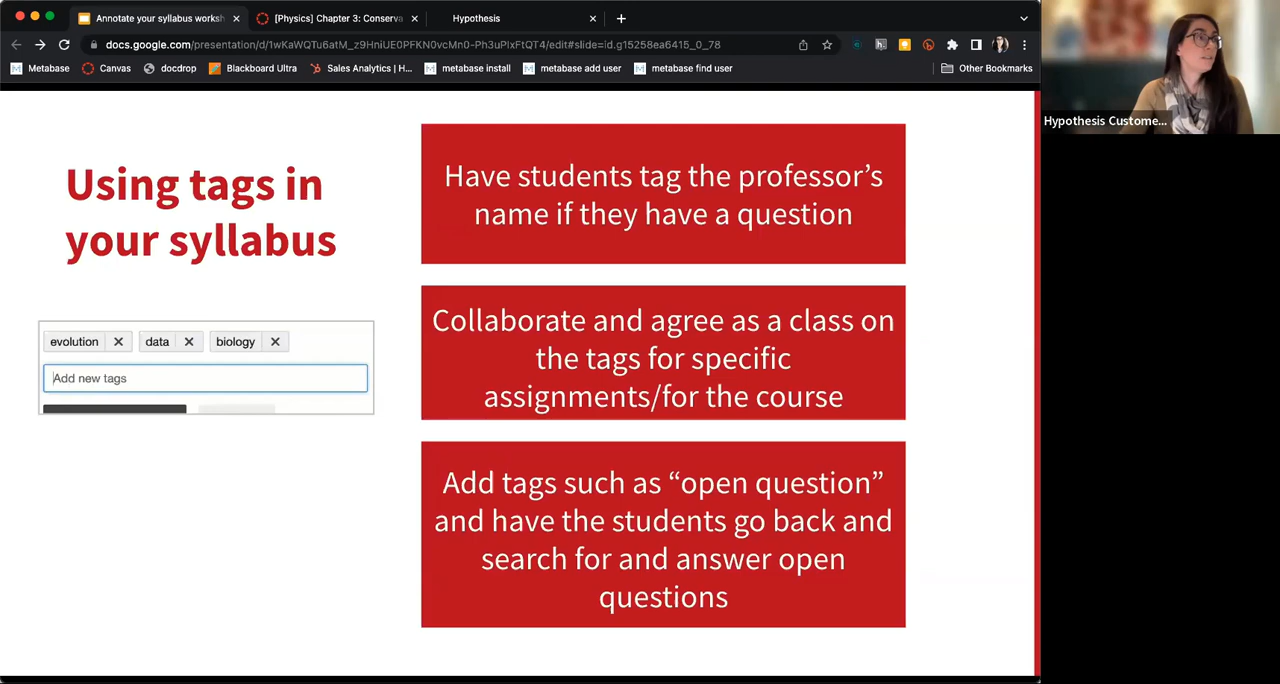 Annotate your syllabus worksh
[Physics] Chapter 3: Conserva
Hypothesis
docs.google.com/presentation/d/1wKaWQTu6atM_z9HniUE0PFKN0vcMn0-Ph3uPlxFtQT4/edit#slide=id.g15258ea6415_0_78
Metabase
Canvas
docdrop
Blackboard Ultra
Sales Analytics | H...
metabase install
metabase add user
metabase find user
Other Bookmarks
Hypothesis Custome...
Using tags in
your syllabus
evolution
data
biology
Add new tags
Have students tag the professor’s
name if they have a question
Collaborate and agree as a class on
the tags for specific
assignments/for the course
Add tags such as “open question”
and have the students go back and
search for and answer open
questions